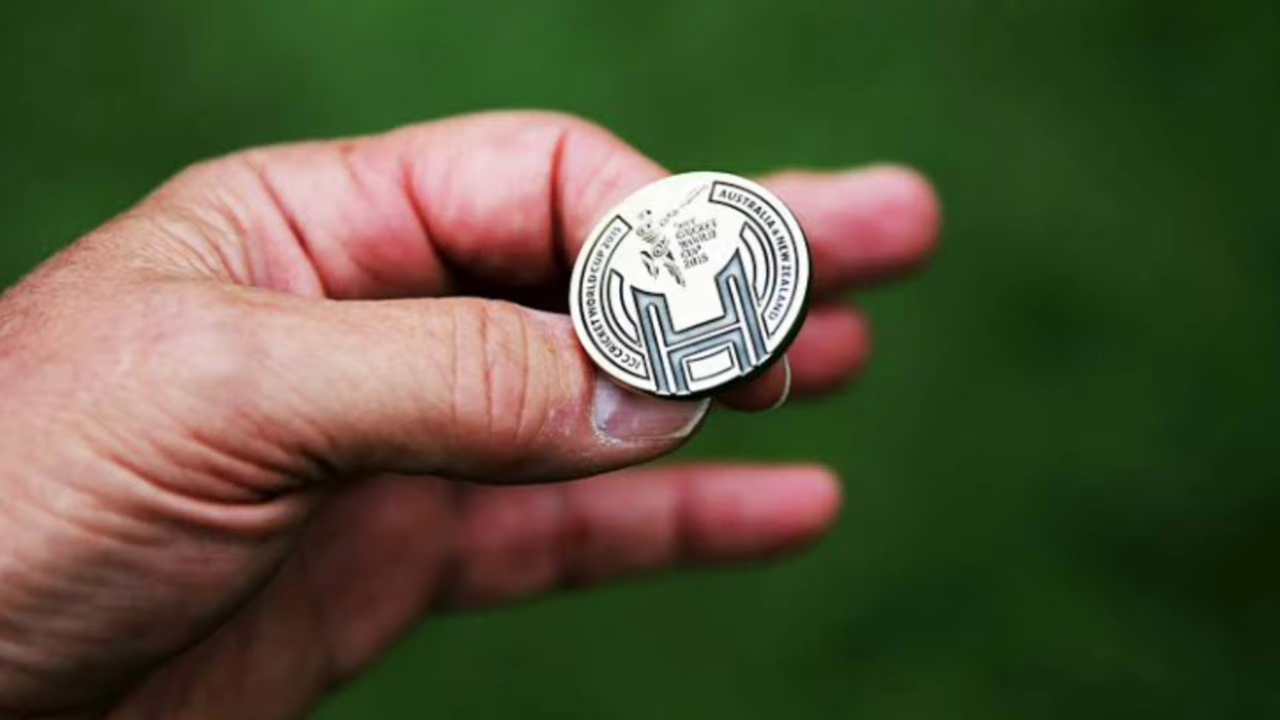 ICC CRICKET WORLD CUP 2015
AUSTRALIA & NEW ZEALAND
ICC
CRICKET
WORLD
CUP
2015
H